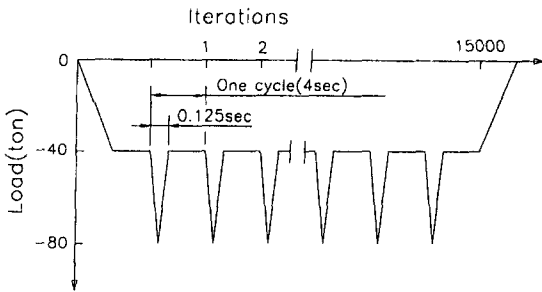 Iterations
0
1
2
15000
One cycle(4sec)
0.125sec
-40
-80
Load(ton)